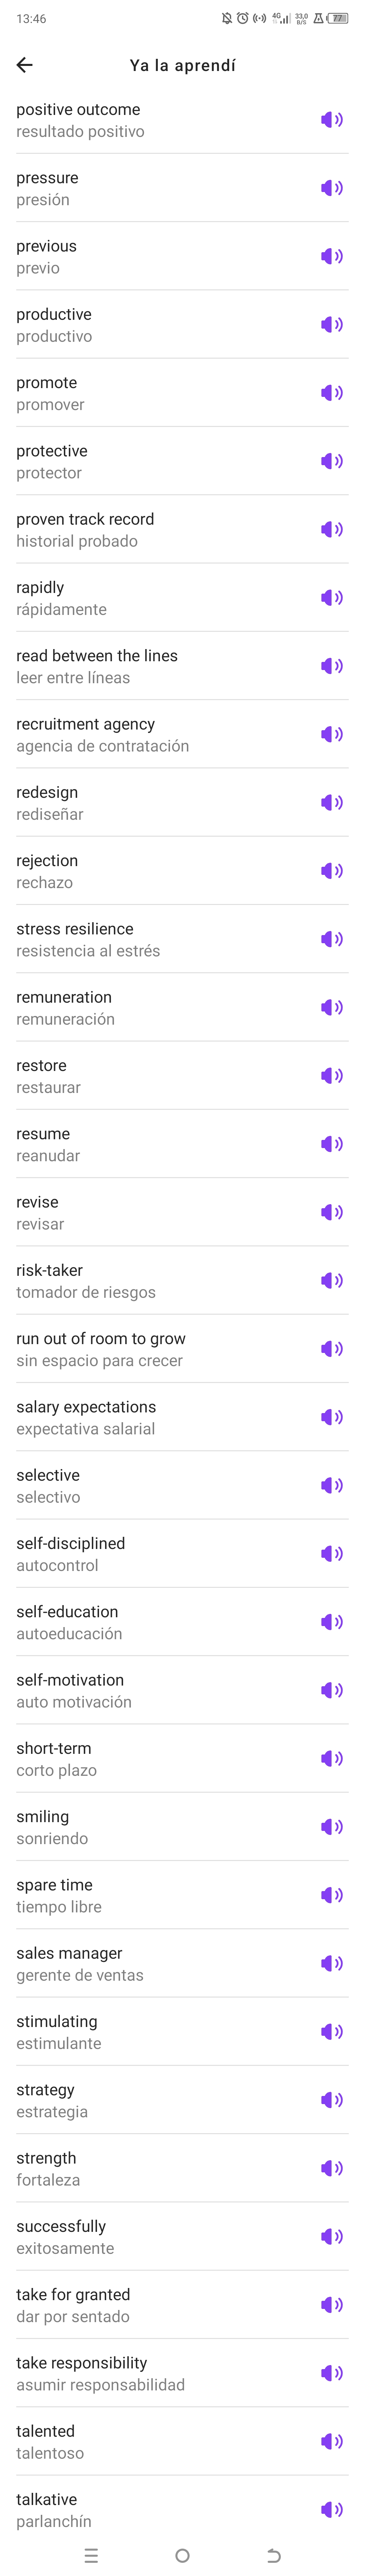 13:46
4G
33,0
B/S
77
Ya la aprendí
positive outcome
resultado positivo
pressure
presión
previous
previo
productive
productivo
promote
promover
protective
protector
proven track record
historial probado
rapidly
rápidamente
read between the lines
leer entre líneas
recruitment agency
agencia de contratación
redesign
rediseñar
rejection
rechazo
stress resilience
resistencia al estrés
remuneration
remuneración
restore
restaurar
resume
reanudar
revise
revisar
risk-taker
tomador de riesgos
run out of room to grow
sin espacio para crecer
salary expectations
expectativa salarial
selective
selectivo
self-disciplined
autocontrol
self-education
autoeducación
self-motivation
auto motivación
short-term
corto plazo
smiling
sonriendo
spare time
tiempo libre
sales manager
gerente de ventas
stimulating
estimulante
strategy
estrategia
strength
fortaleza
successfully
exitosamente
take for granted
dar por sentado
take responsibility
asumir responsabilidad
talented
talentoso
talkative
parlanchín